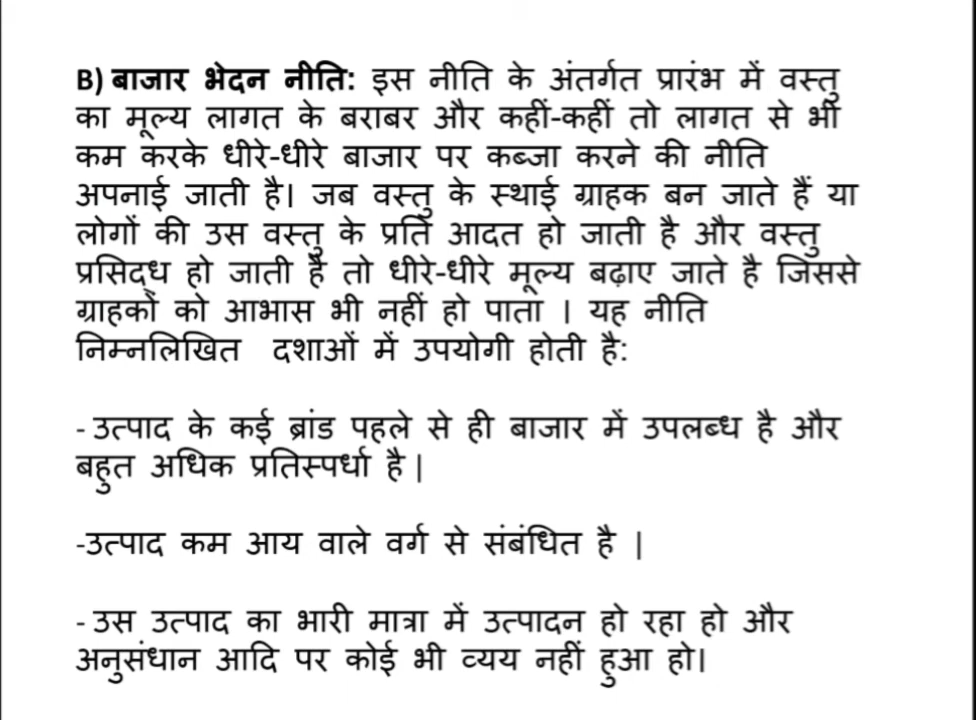 B) बाजार भेदन नीति: इस नीति के अंतर्गत प्रारंभ में वस्तु
का मूल्य लागत के बराबर और कहीं-कहीं तो लागत से भी
कम करके धीरे-धीरे बाजार पर कब्जा करने की नीति
अपनाई जाती है। जब वस्तु के स्थाई ग्राहक बन जाते हैं या
लोगों की उस वस्तु के प्रति आदत हो जाती है और वस्तु
प्रसिद्ध हो जाती है तो धीरे-धीरे मूल्य बढ़ाए जाते है जिससे
ग्राहकों को आभास भी नहीं हो पाता | यह नीति
निम्नलिखित दशाओं में उपयोगी होती है:
- उत्पाद के कई ब्रांड पहले से ही बाजार में उपलब्ध है और
बहुत अधिक प्रतिस्पर्धा है |
-उत्पाद कम आय वाले वर्ग से संबंधित है |
- उस उत्पाद का भारी मात्रा में उत्पादन हो रहा हो और
अनुसंधान आदि पर कोई भी व्यय नहीं हुआ हो।